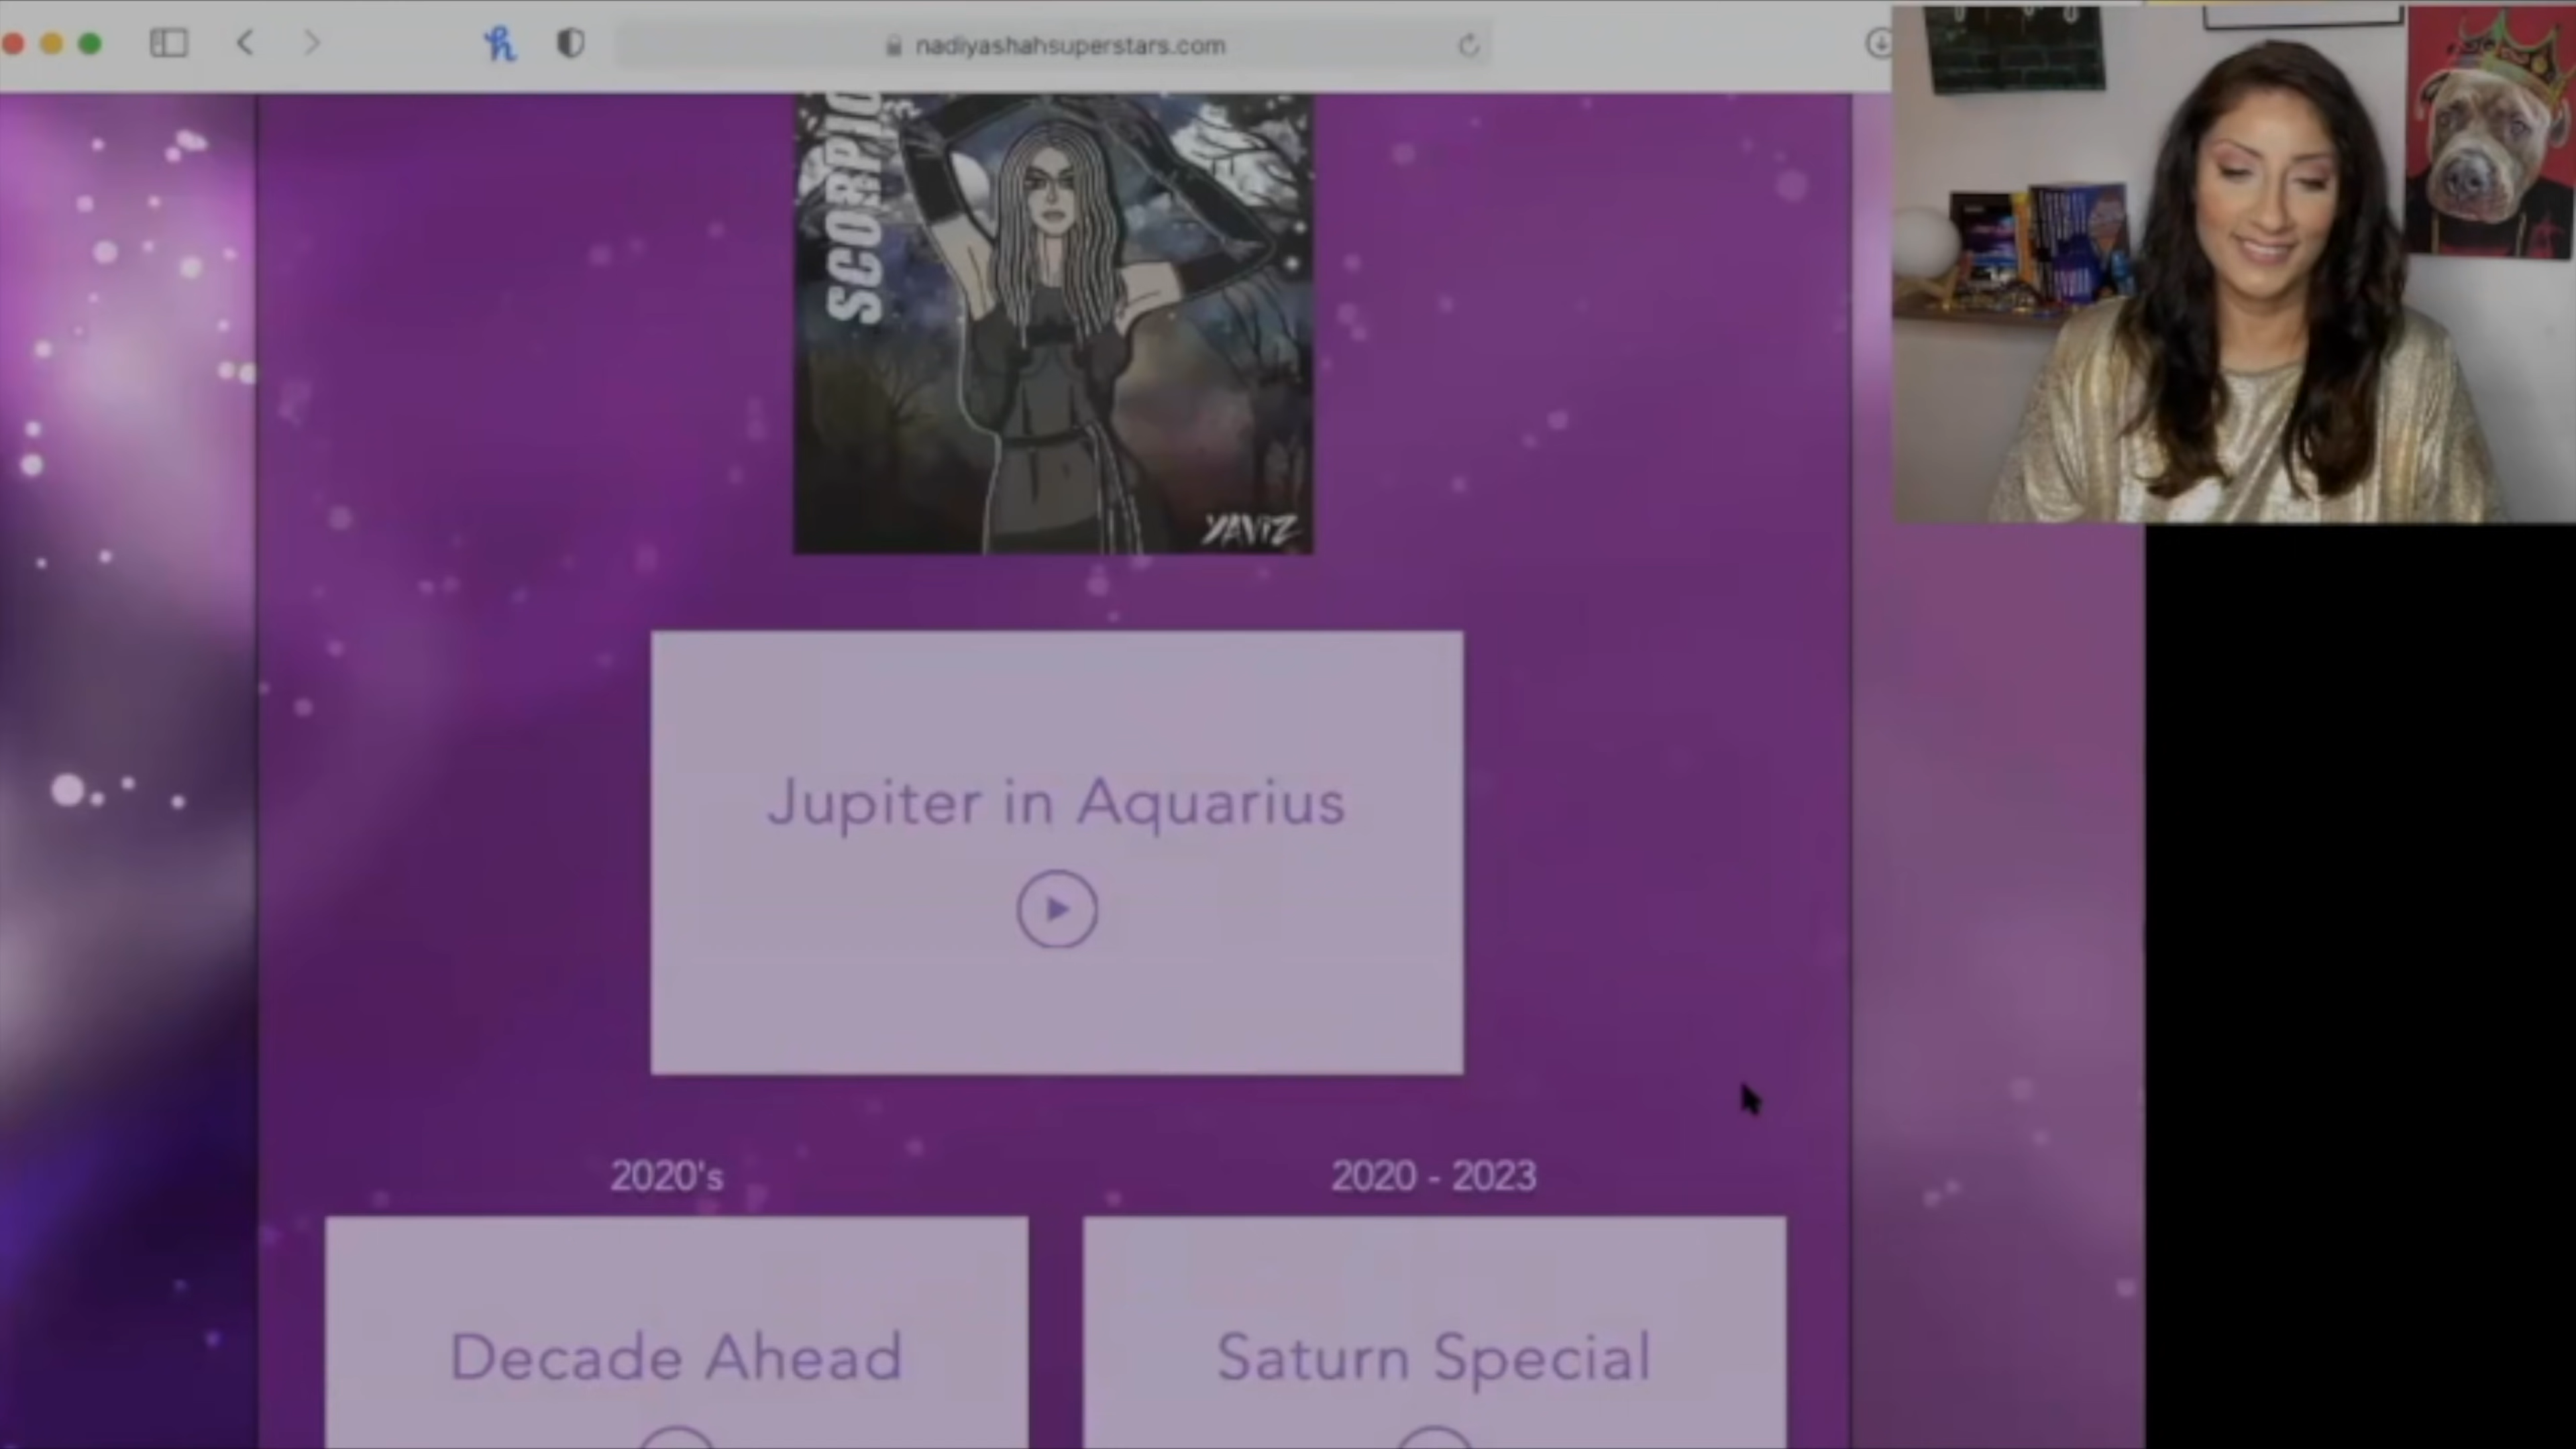 nadiyashahsuperstars.com
SCORPIO
YAVIZ
Jupiter in Aquarius
2020's
2020 - 2023
Decade Ahead
Saturn Special